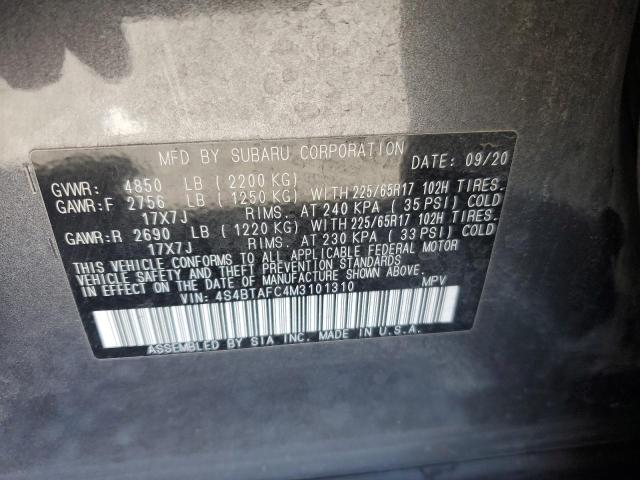 MFD BY SUBARU CORPORATION DATE: 09/20
GVWR: 4850 LB (2200 KG)
GAWR:F 2756 LB (1250 KG) WITH 225/65R17 102H TIRES.
17X7J RIMS. AT 240 KPA (35 PSI) COLD
GAWR:R 2690 LB (1220 KG) WITH 225/65R17 102H TIRES.
17X7J RIMS. AT 230 KPA (33 PSI) COLD
THIS VEHICLE CONFORMS TO ALL APPLICABLE FEDERAL MOTOR
VEHICLE SAFETY AND THEFT PREVENTION STANDARDS IN
EFFECT ON THE DATE OF MANUFACTURE SHOWN ABOVE.
VIN: 4S4BTAFC4M3101310 MPV
ASSEMBLED BY SIA INC. MADE IN U.S.A.